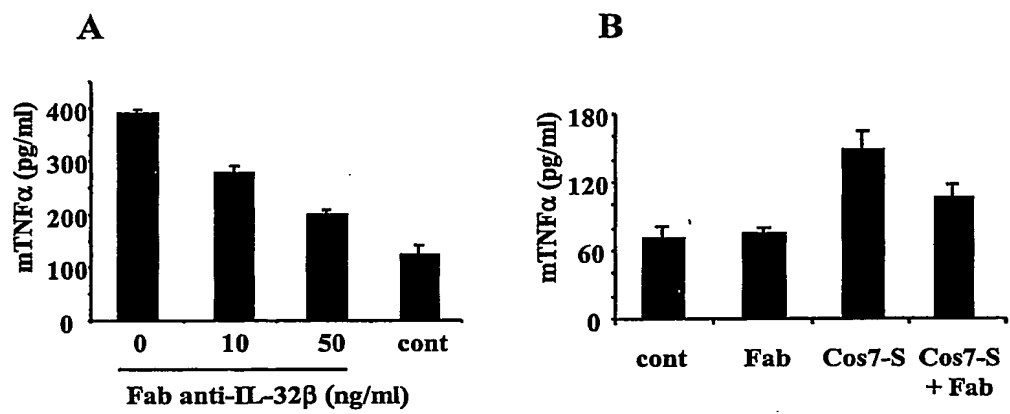 A
mTNFα (pg/ml)
400
300
200
100
0
0 10 50 cont
Fab anti-IL-32β (ng/ml)
B
mTNFα (pg/ml)
180
120
60
0
cont Fab Cos7-S Cos7-S
+ Fab